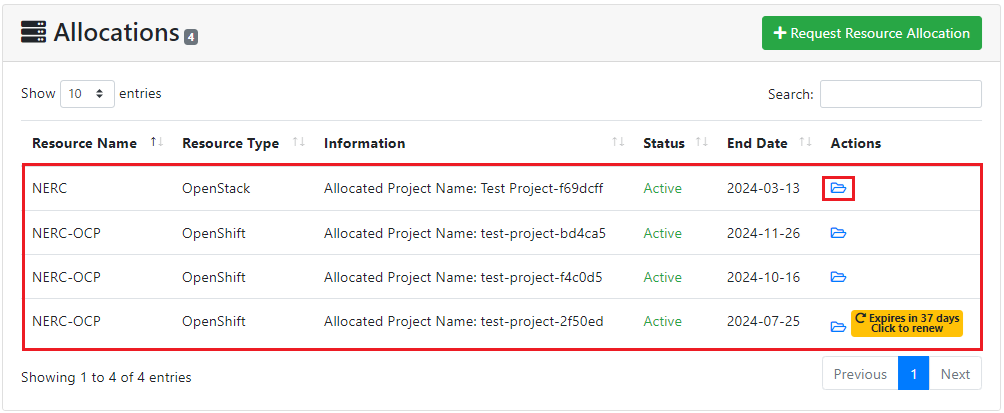 Allocations 4
Request Resource Allocation
Show 10 entries
Search:
Resource Name Resource Type Information Status End Date Actions
NERC OpenStack Allocated Project Name: Test Project-f69dcff Active 2024-03-13
NERC-OCP OpenShift Allocated Project Name: test-project-bd4ca5 Active 2024-11-26
NERC-OCP OpenShift Allocated Project Name: test-project-f4c0d5 Active 2024-10-16
NERC-OCP OpenShift Allocated Project Name: test-project-2f50ed Active 2024-07-25
Expires in 37 days
Click to renew
Showing 1 to 4 of 4 entries
Previous 1 Next